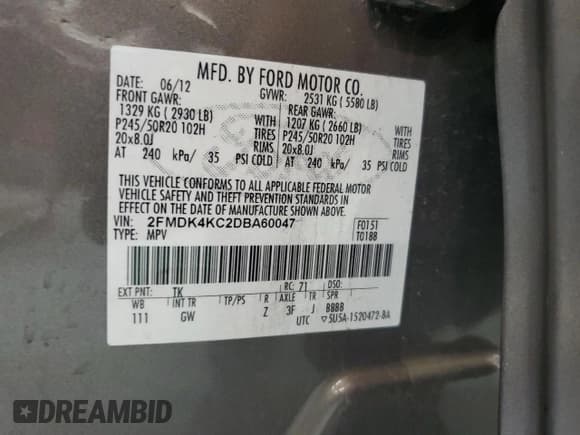 MFD. BY FORD MOTOR CO.
DATE: 06/12 GVWR: 2531 KG ( 5580 LB)
FRONT GAWR: REAR GAWR:
1329 KG ( 2930 LB) WITH 1207 KG ( 2660 LB) WITH
P245/50R20 102H TIRES P245/50R20 102H TIRES
20x8.0J RIMS 20x8.0J RIMS
AT 240 kPa/ 35 PSI COLD AT 240 kPa/ 35 PSI COLD
THIS VEHICLE CONFORMS TO ALL APPLICABLE FEDERAL MOTOR
VEHICLE SAFETY AND THEFT PREVENTION STANDARDS IN
EFFECT ON THE DATE OF MANUFACTURE SHOWN ABOVE.
VIN: 2FMDK4KC2DBA60047 F0151
TYPE: MPV T0188
EXT PNT: TK RC: 71 DSO:
WB INT TR TP/PS R AXLE TR
111 GW Z 3F J BBBB
UTC ▽5U5A-1520472-BA
DREAMBID